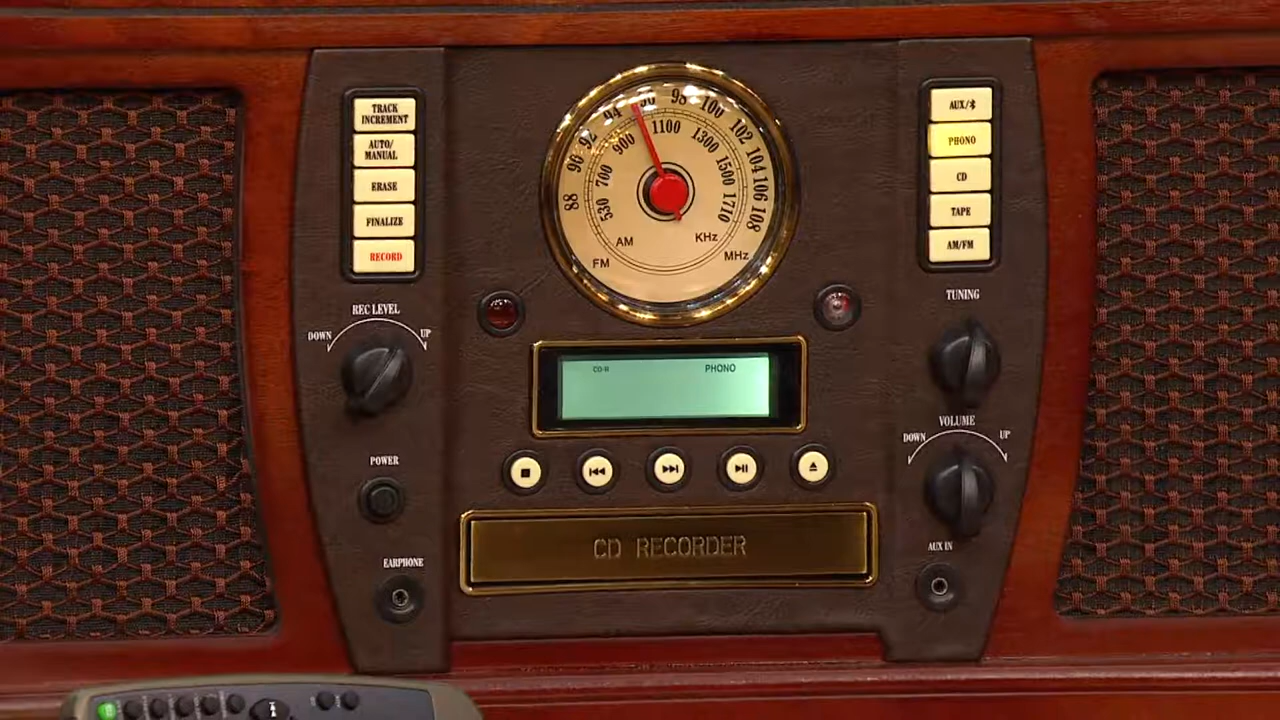 TRACK
INCREMENT
AUTO/
MANUAL
ERASE
FINALIZE
RECORD
REC LEVEL
DOWN
UP
POWER
EARPHONE
88 90 92 94 96 98 100 102 104 106 108
530 700 900 1100 1300 1500 1710
AM KHz
FM MHz
CD-R PHONO
CD RECORDER
AUX/
PHONO
CD
TAPE
AM/FM
TUNING
VOLUME
DOWN
UP
AUX IN